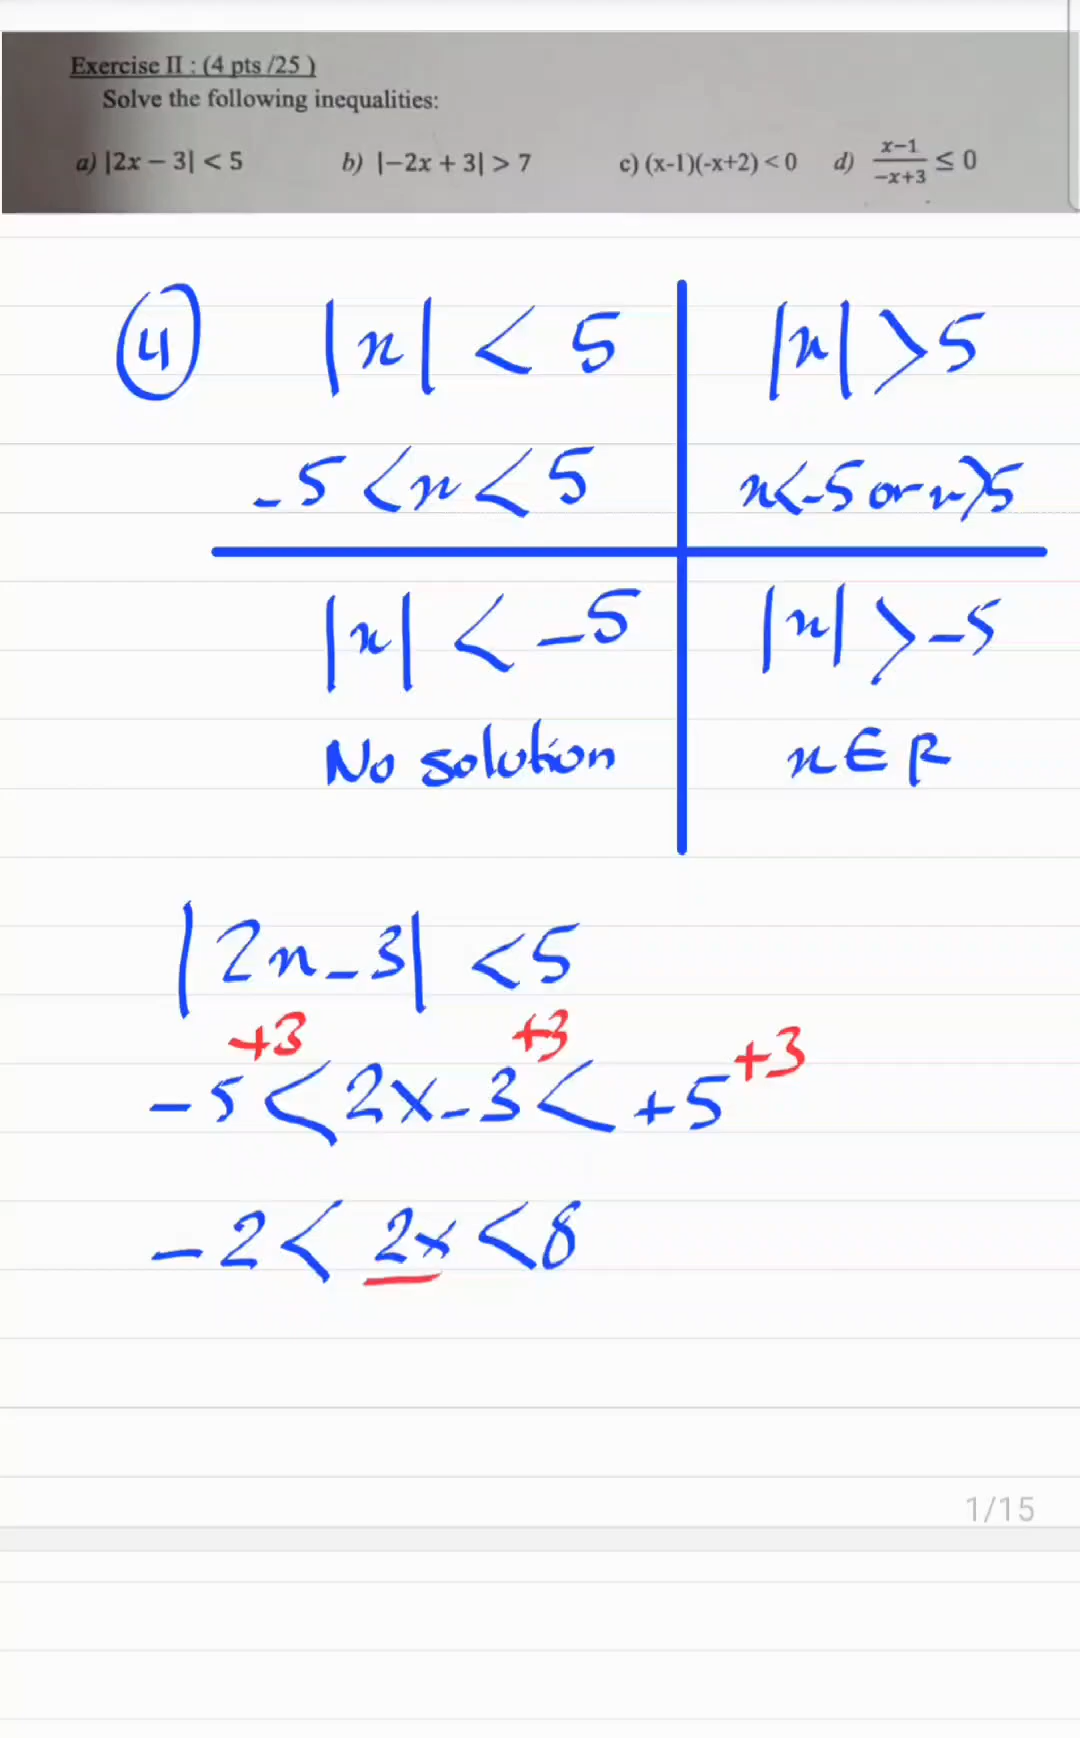 Exercise II : (4 pts /25 )
Solve the following inequalities:
a) |2x − 3| < 5 b) |−2x + 3| > 7 c) (x-1)(-x+2) < 0 d) x−1/−x+3 ≤ 0
4 |x| < 5 |x| > 5
-5 < x < 5 x<-5 or x>5
|x| < -5 |x| > -5
No solution x ∈ R
|2x-3| < 5
+3 +3 +3
-5 < 2x-3 < +5
-2 < 2x < 8
1/15